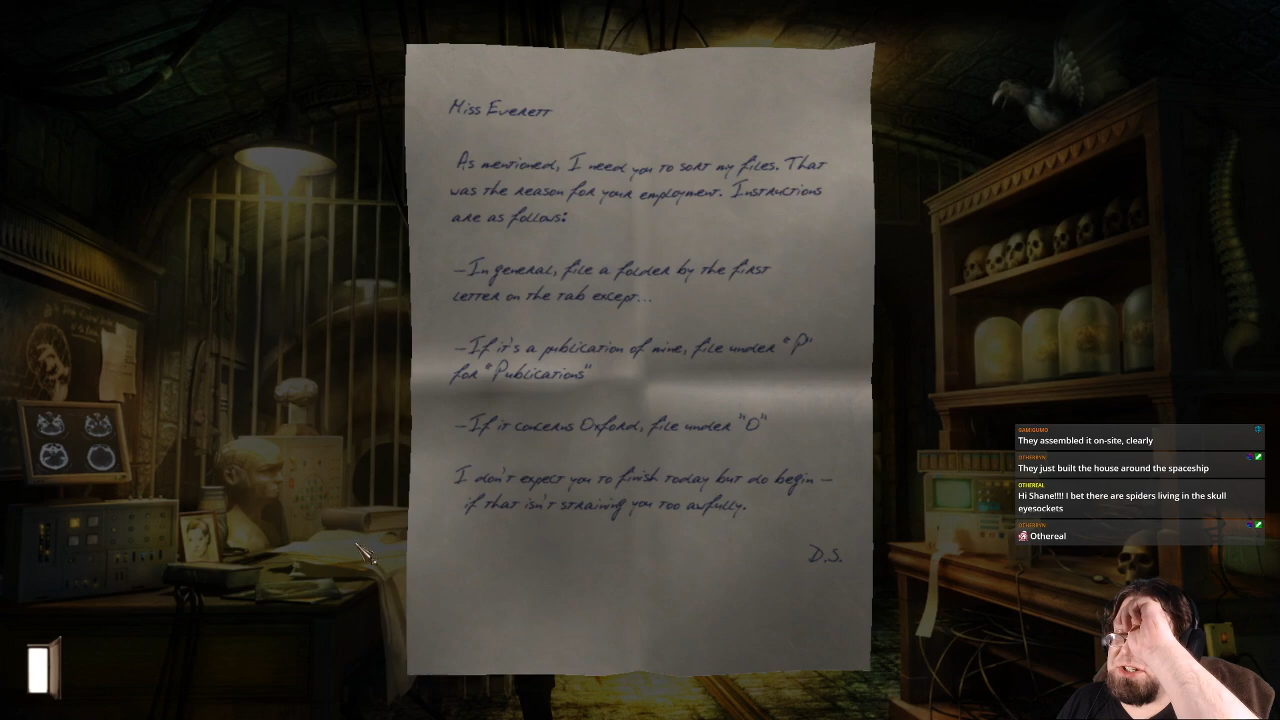 Miss Everett
As mentioned, I need you to sort my files. That
was the reason for your employment. Instructions
are as follows:
-In general, file a folder by the first
letter on the tab except...
-If it's a publication of mine, file under "P"
for "Publications"
-If it concerns Oxford, file under "O"
I don't expect you to finish today but do begin -
if that isn't straining you too awfully.
D.S.
GAMIGUMO
They assembled it on-site, clearly
OTHERRYN
They just built the house around the spaceship
OTHEREAL
Hi Shane!!!! I bet there are spiders living in the skull
eyesockets
OTHERRYN
Othereal